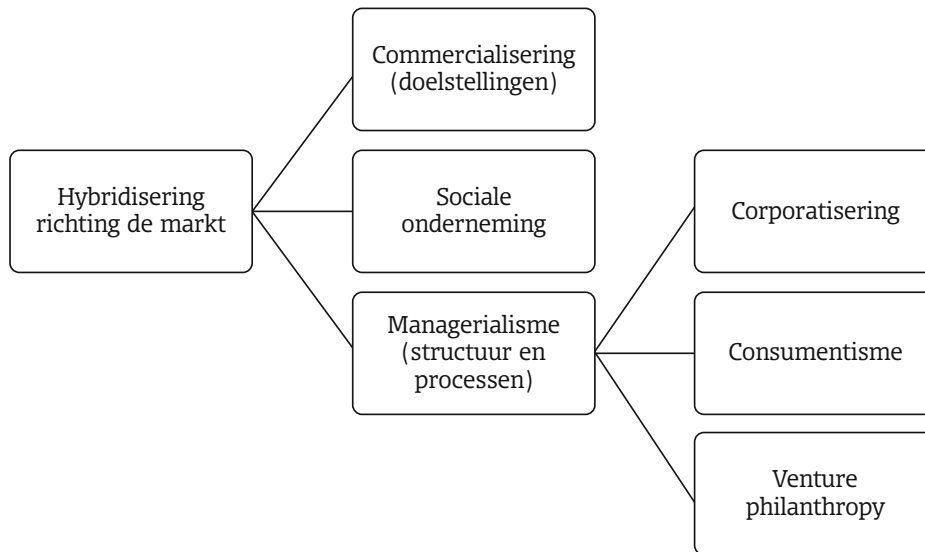 Commercialisering
(doelstellingen)
Hybridisering
richting de markt
Sociale
onderneming
Corporatisering
Managerialisme
(structuur en
processen)
Consumentisme
Venture
philanthropy